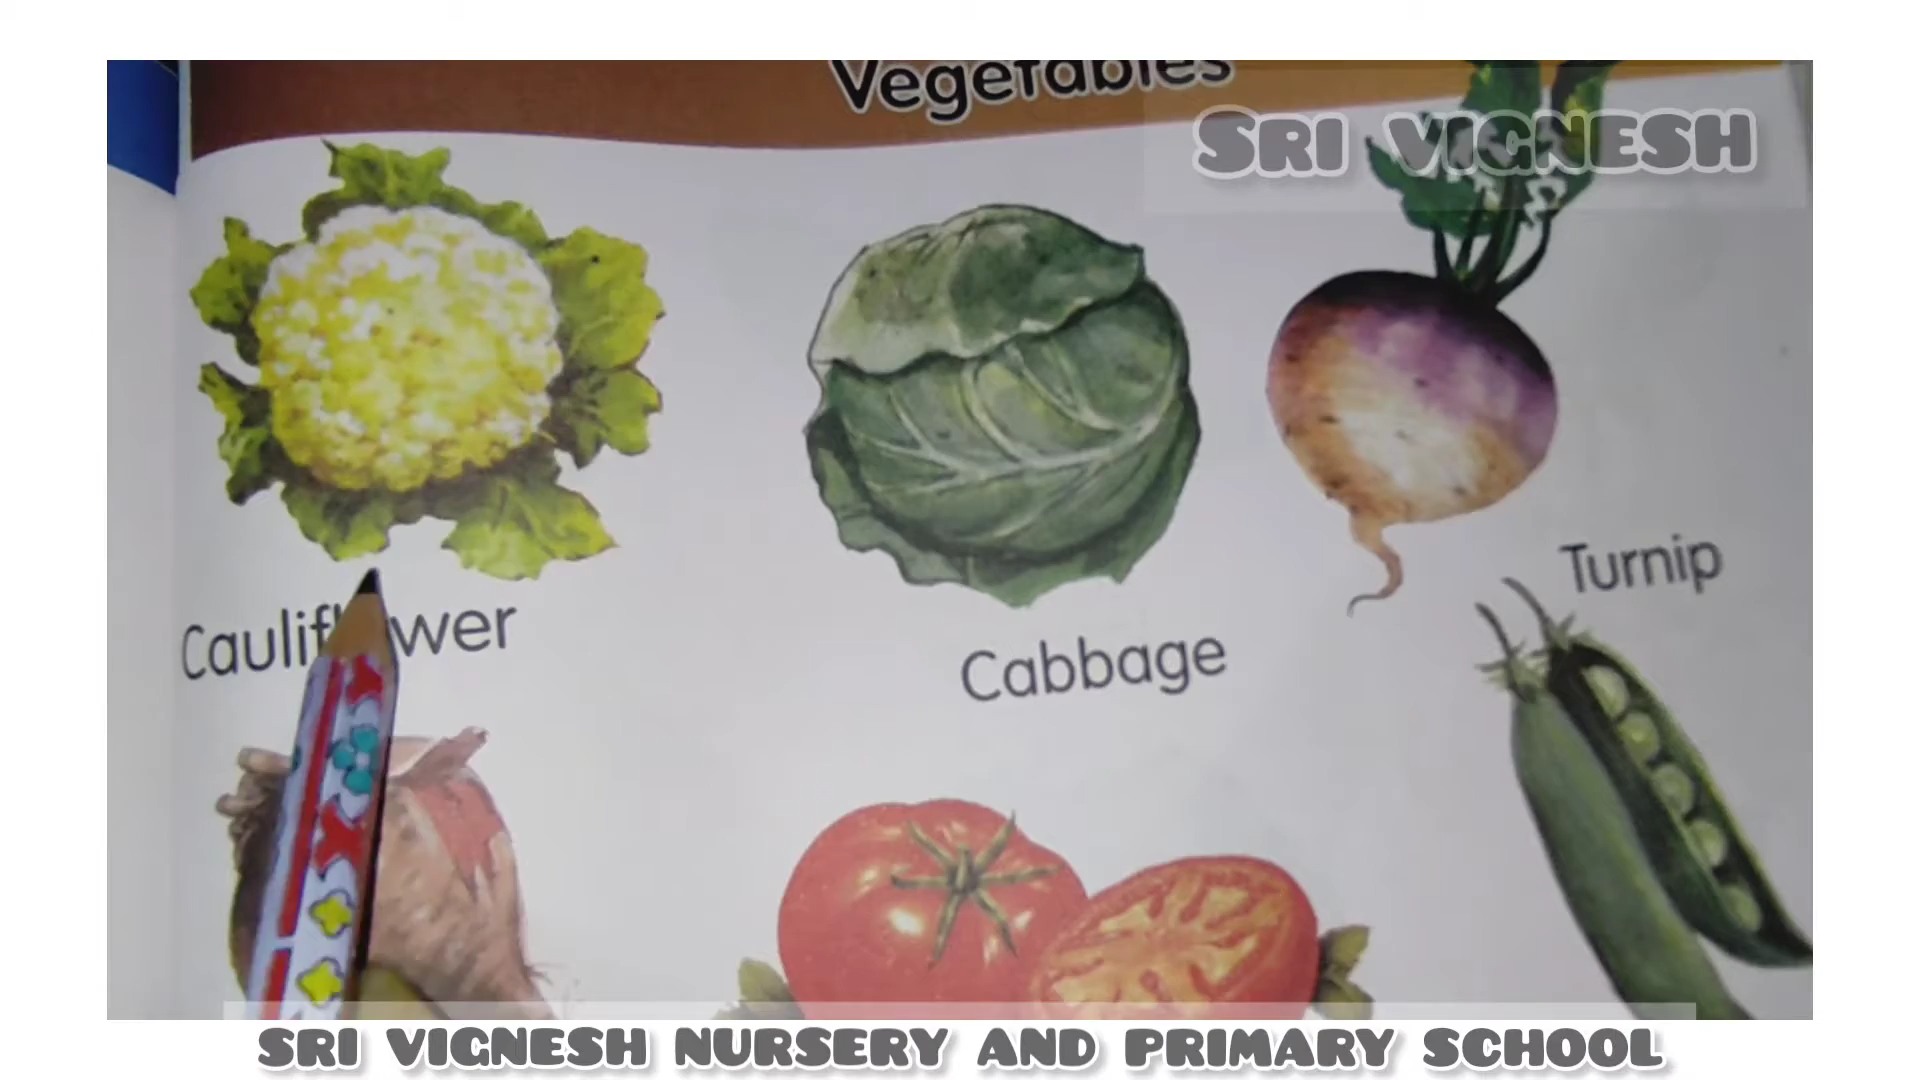 Vegetables
SRI VIGNESH
Turnip
Cauliflower
Cabbage
SRI VIGNESH NURSERY AND PRIMARY SCHOOL